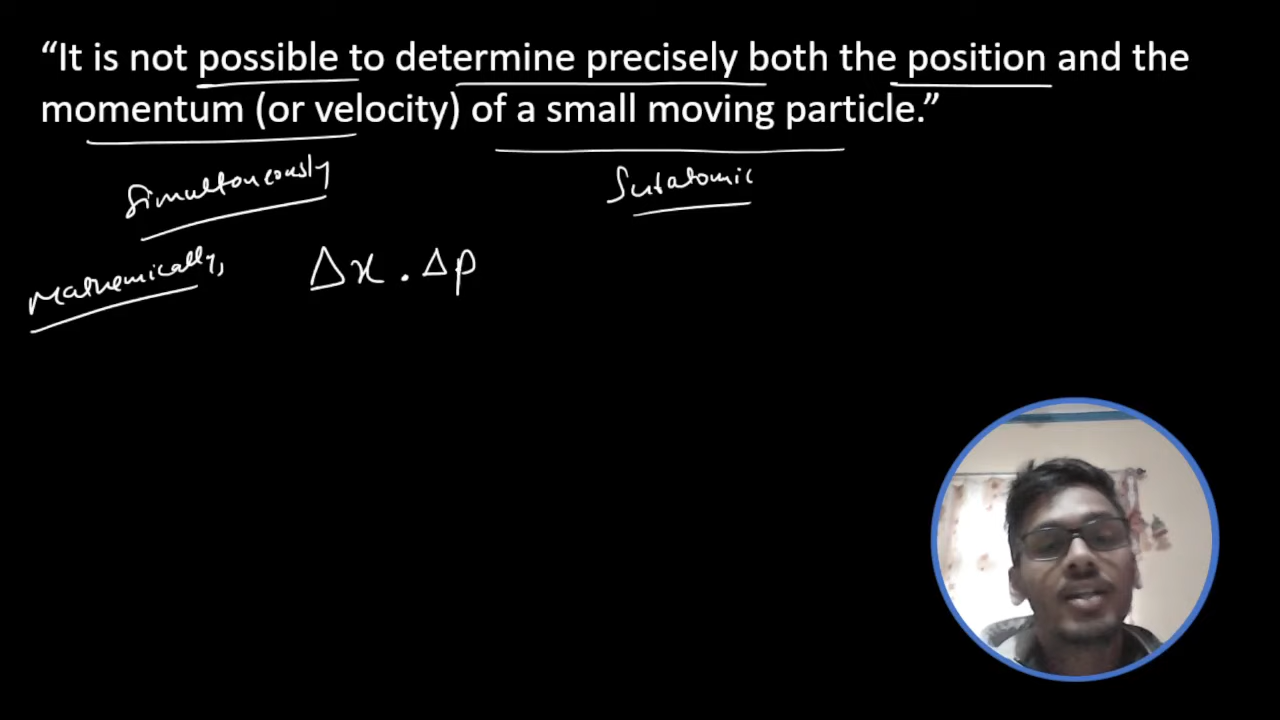 “It is not possible to determine precisely both the position and the
momentum (or velocity) of a small moving particle.”
Simultaneously
Subatomic
Mathemically,
Δx . Δp